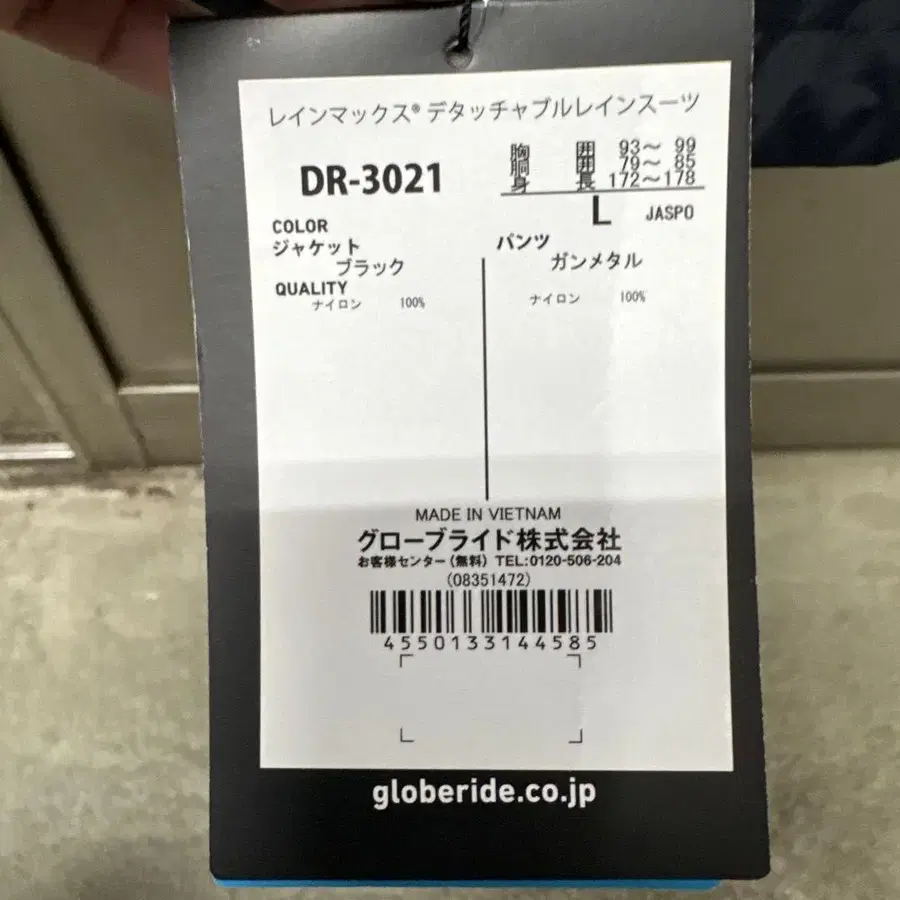 レインマックス® デタッチャブルレインスーツ
DR-3021
胸囲 93～ 99
胴囲 79～ 85
身長 172～178
L JASPO
COLOR
ジャケット パンツ
ブラック ガンメタル
QUALITY
ナイロン 100% ナイロン 100%
MADE IN VIETNAM
グローブライド株式会社
お客様センター(無料) TEL:0120-506-204
(08351472)
4550133144585
globeride.co.jp